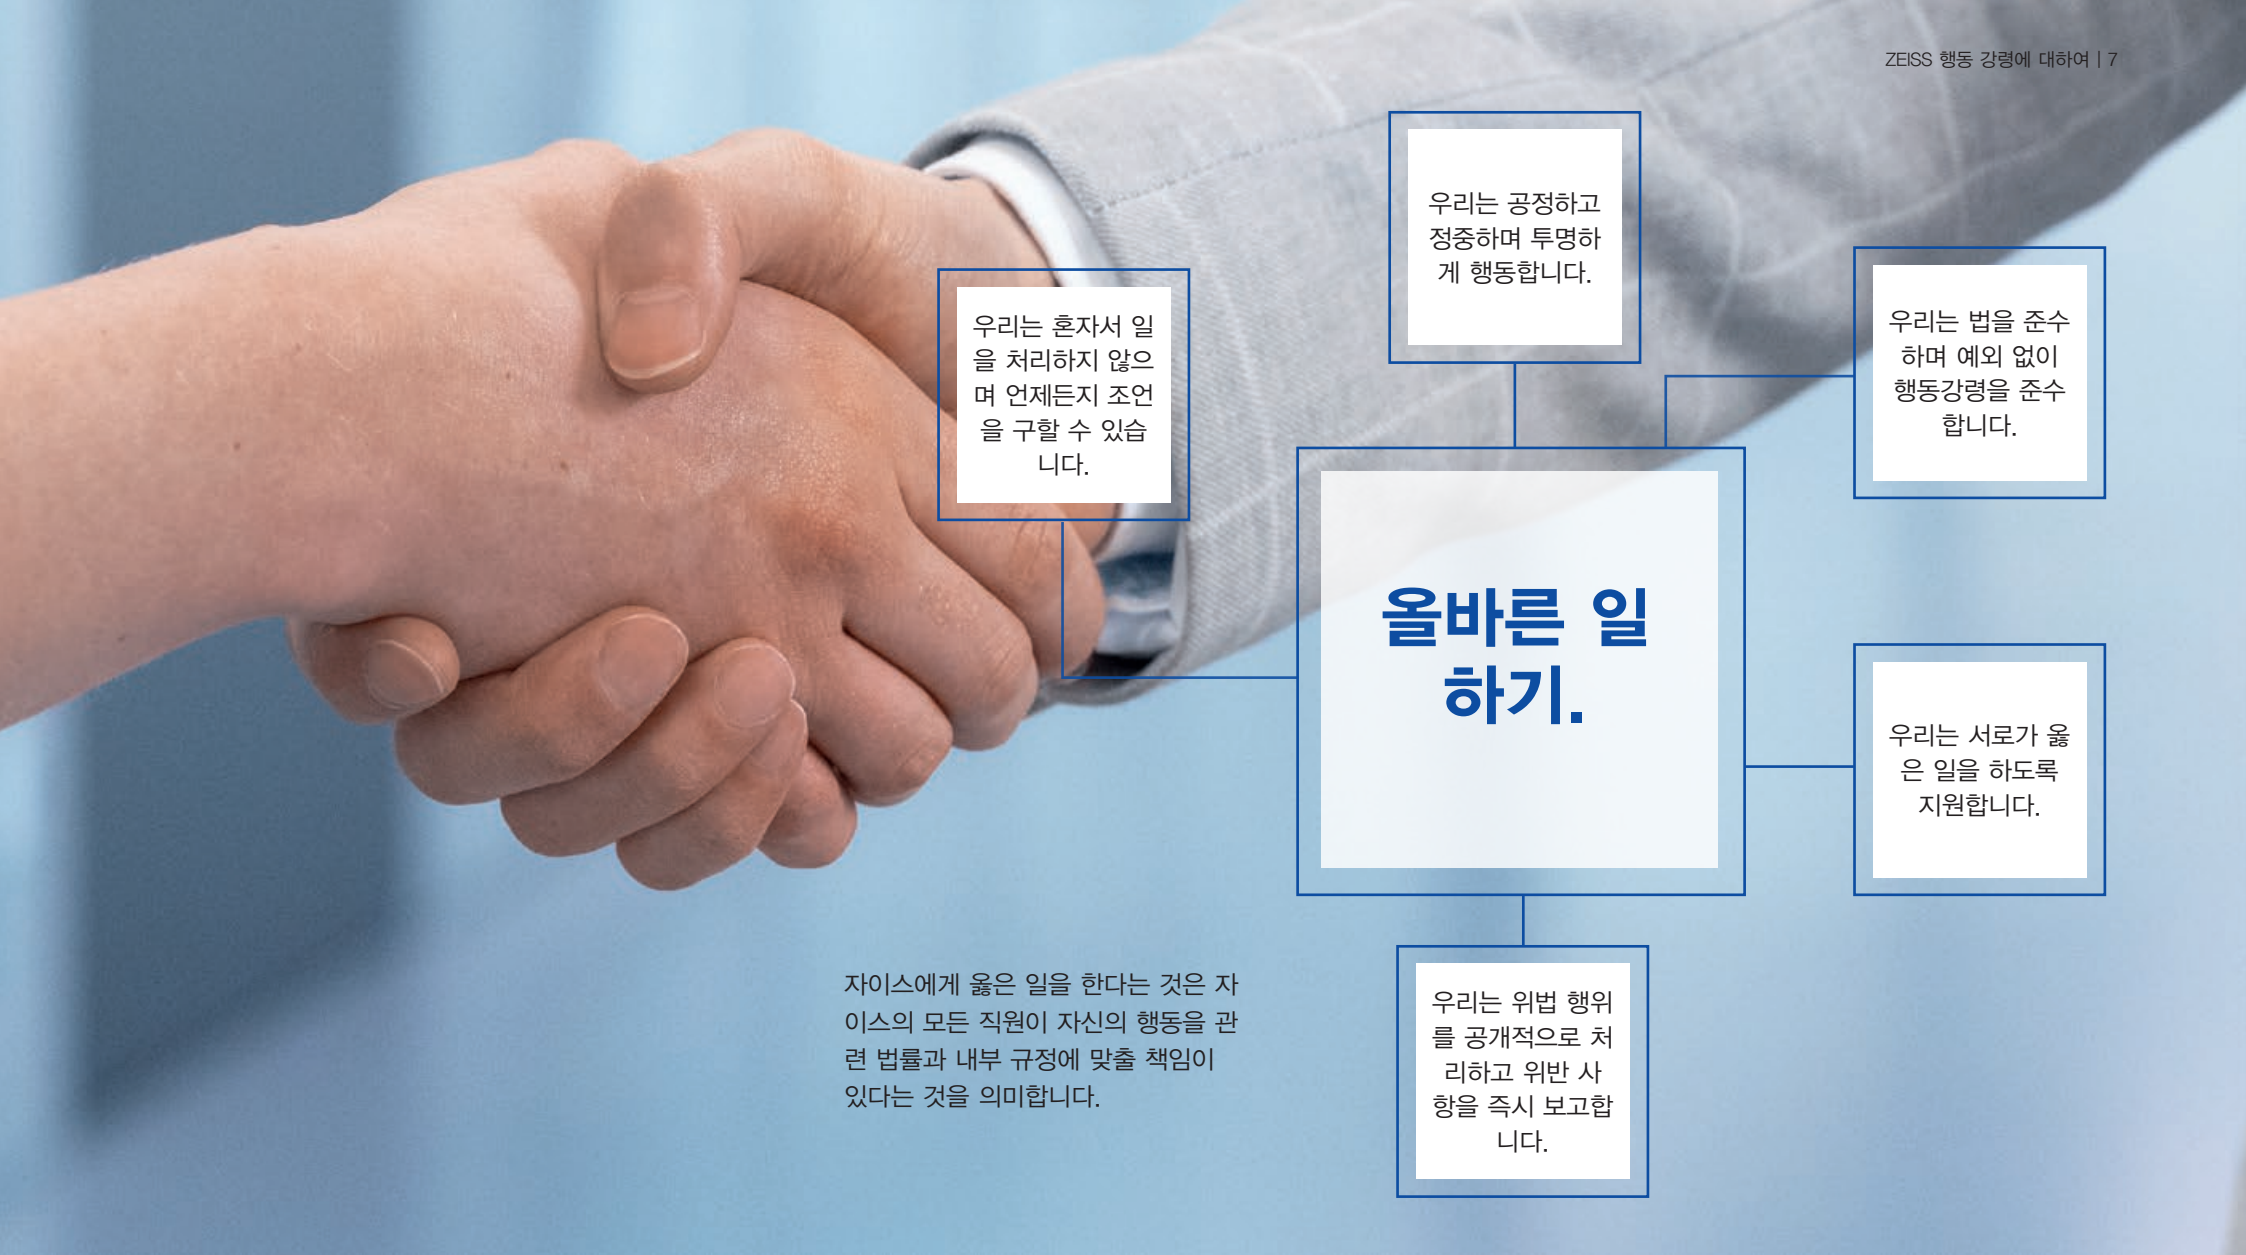 ZEISS 행동 강령에 대하여 | 7
우리는 공정하고
정중하며 투명하
게 행동합니다.
우리는 혼자서 일
을 처리하지 않으
며 언제든지 조언
을 구할 수 있습
니다.
우리는 법을 준수
하며 예외 없이
행동강령을 준수
합니다.
올바른 일
하기.
우리는 서로가 옳
은 일을 하도록
지원합니다.
자이스에게 옳은 일을 한다는 것은 자
이스의 모든 직원이 자신의 행동을 관
련 법률과 내부 규정에 맞출 책임이
있다는 것을 의미합니다.
우리는 위법 행위
를 공개적으로 처
리하고 위반 사
항을 즉시 보고합
니다.